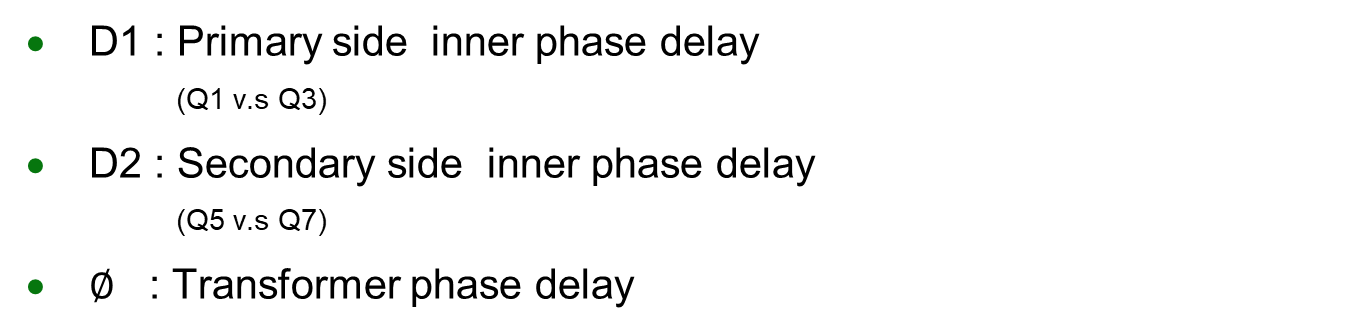 • D1 : Primary side inner phase delay
(Q1 v.s Q3)
• D2 : Secondary side inner phase delay
(Q5 v.s Q7)
• ∅ : Transformer phase delay